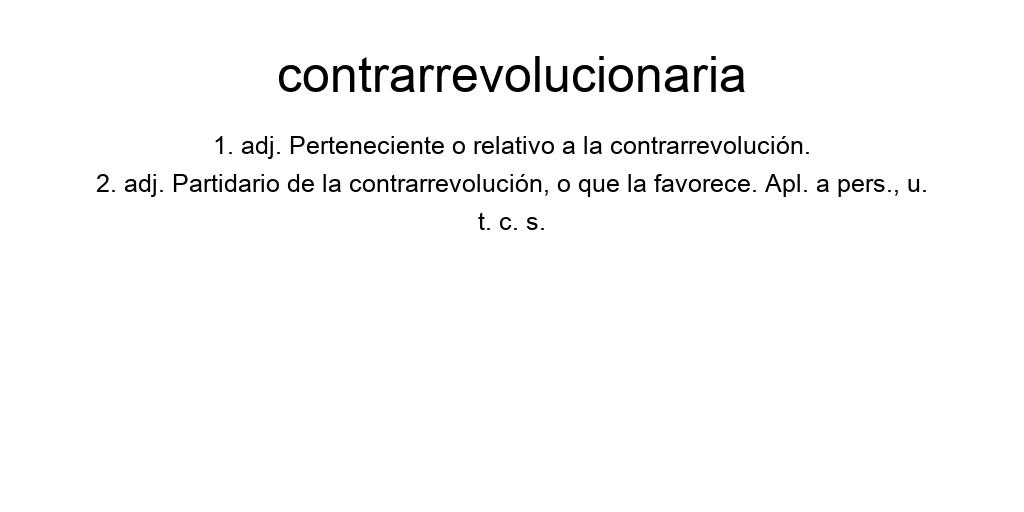 contrarrevolucionaria
1. adj. Perteneciente o relativo a la contrarrevolución.
2. adj. Partidario de la contrarrevolución, o que la favorece. Apl. a pers., u.
t. c. s.